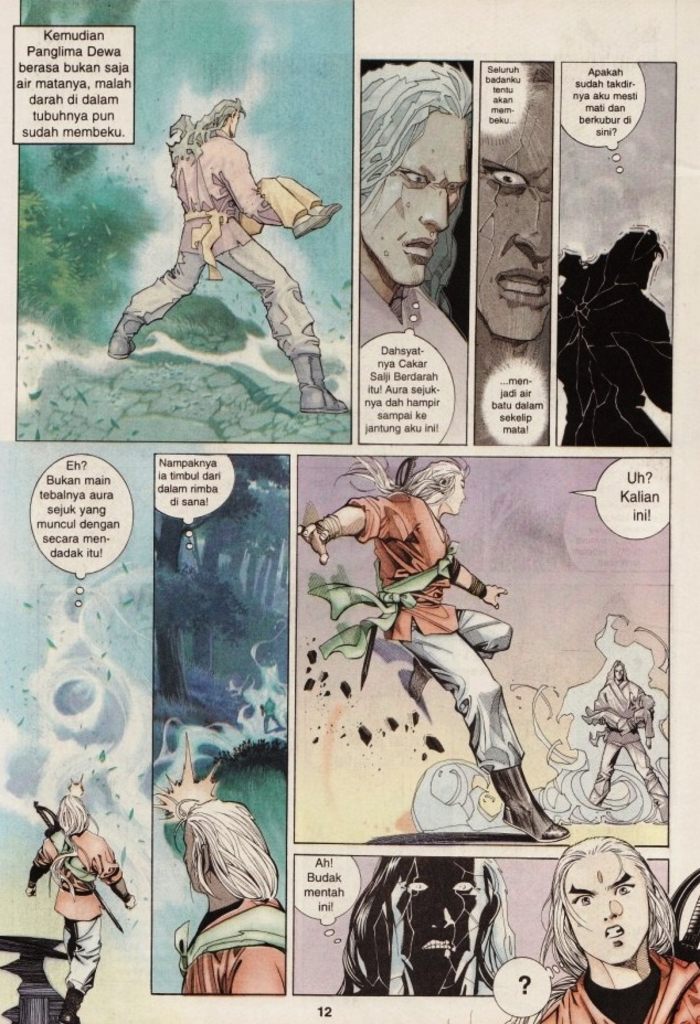 Kemudian
Panglima Dewa
berasa bukan saja
air matanya, malah
darah di dalam
tubuhnya pun
sudah membeku.
Dahsyat-
nya Cakar
Salji Berdarah
itu! Aura sejuk-
nya dah hampir
sampai ke
jantung aku ini!
Seluruh
badanku
tentu
akan
mem-
beku...
...men-
jadi air
batu dalam
sekelip
mata!
Apakah
sudah takdir-
nya aku mesti
mati dan
berkubur di
sini?
Eh?
Bukan main
tebalnya aura
sejuk yang
muncul dengan
secara men-
dadak itu!
Nampaknya
ia timbul dari
dalam rimba
di sana!
Uh?
Kalian
ini!
Ah!
Budak
mentah
ini!
?
12